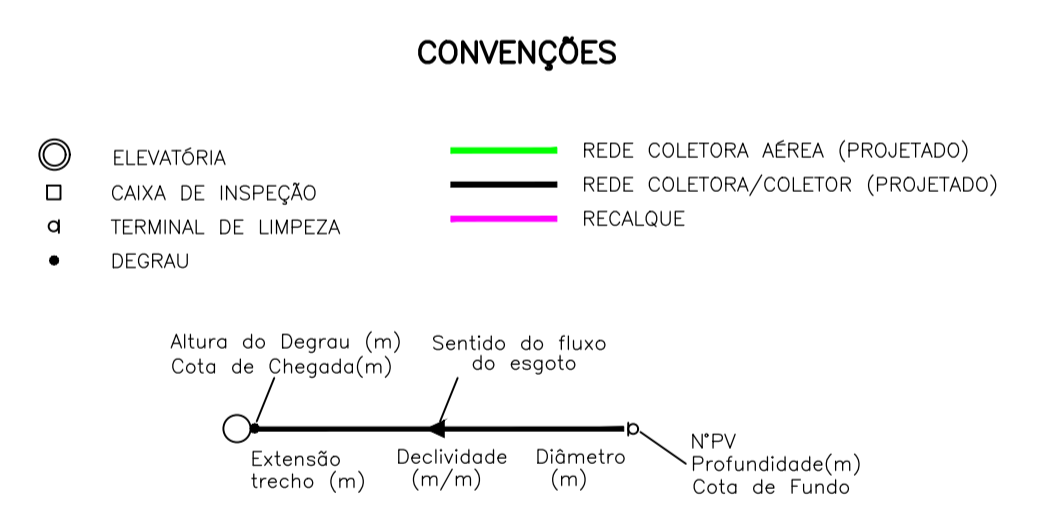 CONVENÇÕES
ELEVATÓRIA
CAIXA DE INSPEÇÃO
TERMINAL DE LIMPEZA
DEGRAU
REDE COLETORA AÉREA (PROJETADO)
REDE COLETORA/COLETOR (PROJETADO)
RECALQUE
Altura do Degrau (m)
Cota de Chegada(m)
Sentido do fluxo
do esgoto
Extensão
trecho (m)
Declividade
(m/m)
Diâmetro
(m)
N°PV
Profundidade(m)
Cota de Fundo